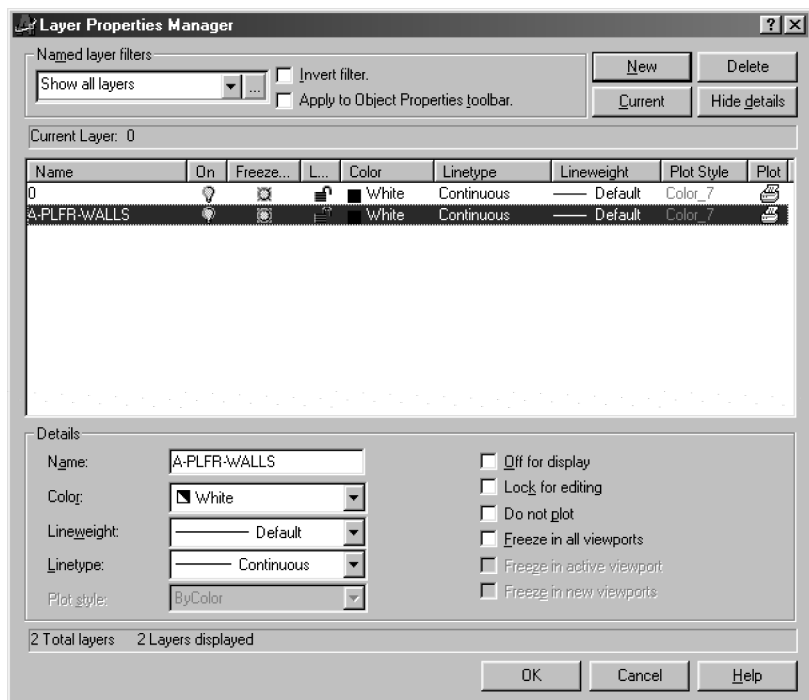 Layer Properties Manager
Named layer filters
Show all layers
...
Invert filter.
Apply to Object Properties toolbar.
New
Delete
Current
Hide details
Current Layer: 0
Name On Freeze... L... Color Linetype Lineweight Plot Style Plot
0 White Continuous Default Color_7
A-PLFR-WALLS White Continuous Default Color_7
Details
Name: A-PLFR-WALLS
Color: White
Lineweight: Default
Linetype: Continuous
Plot style: ByColor
Off for display
Lock for editing
Do not plot
Freeze in all viewports
Freeze in active viewport
Freeze in new viewports
2 Total layers 2 Layers displayed
OK Cancel Help